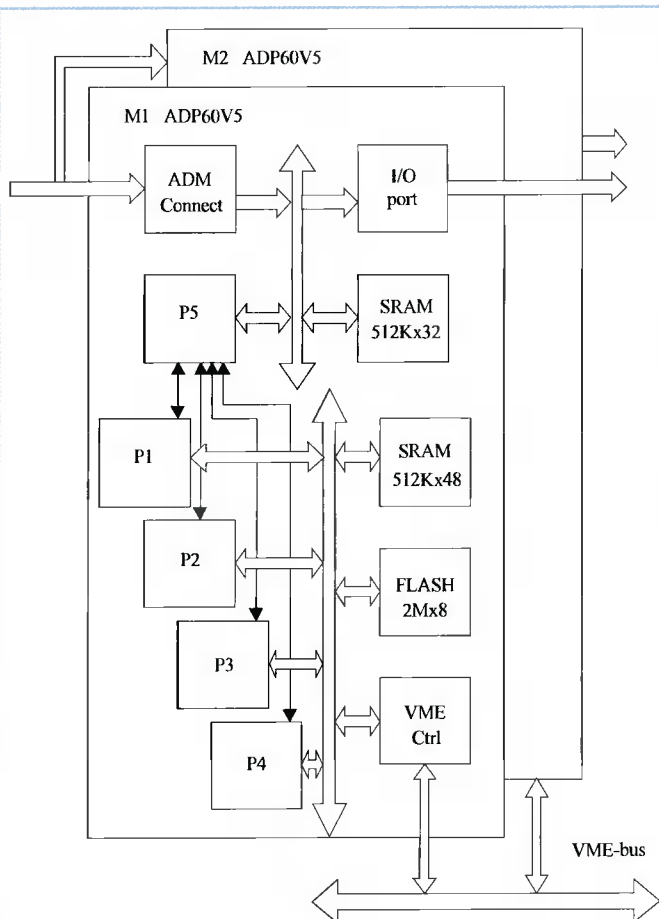 M2 ADP60V5
M1 ADP60V5
ADM
Connect
I/O
port
P5
SRAM
512Kx32
P1
SRAM
512Kx48
P2
FLASH
2Mx8
P3
VME
Ctrl
P4
VME-bus